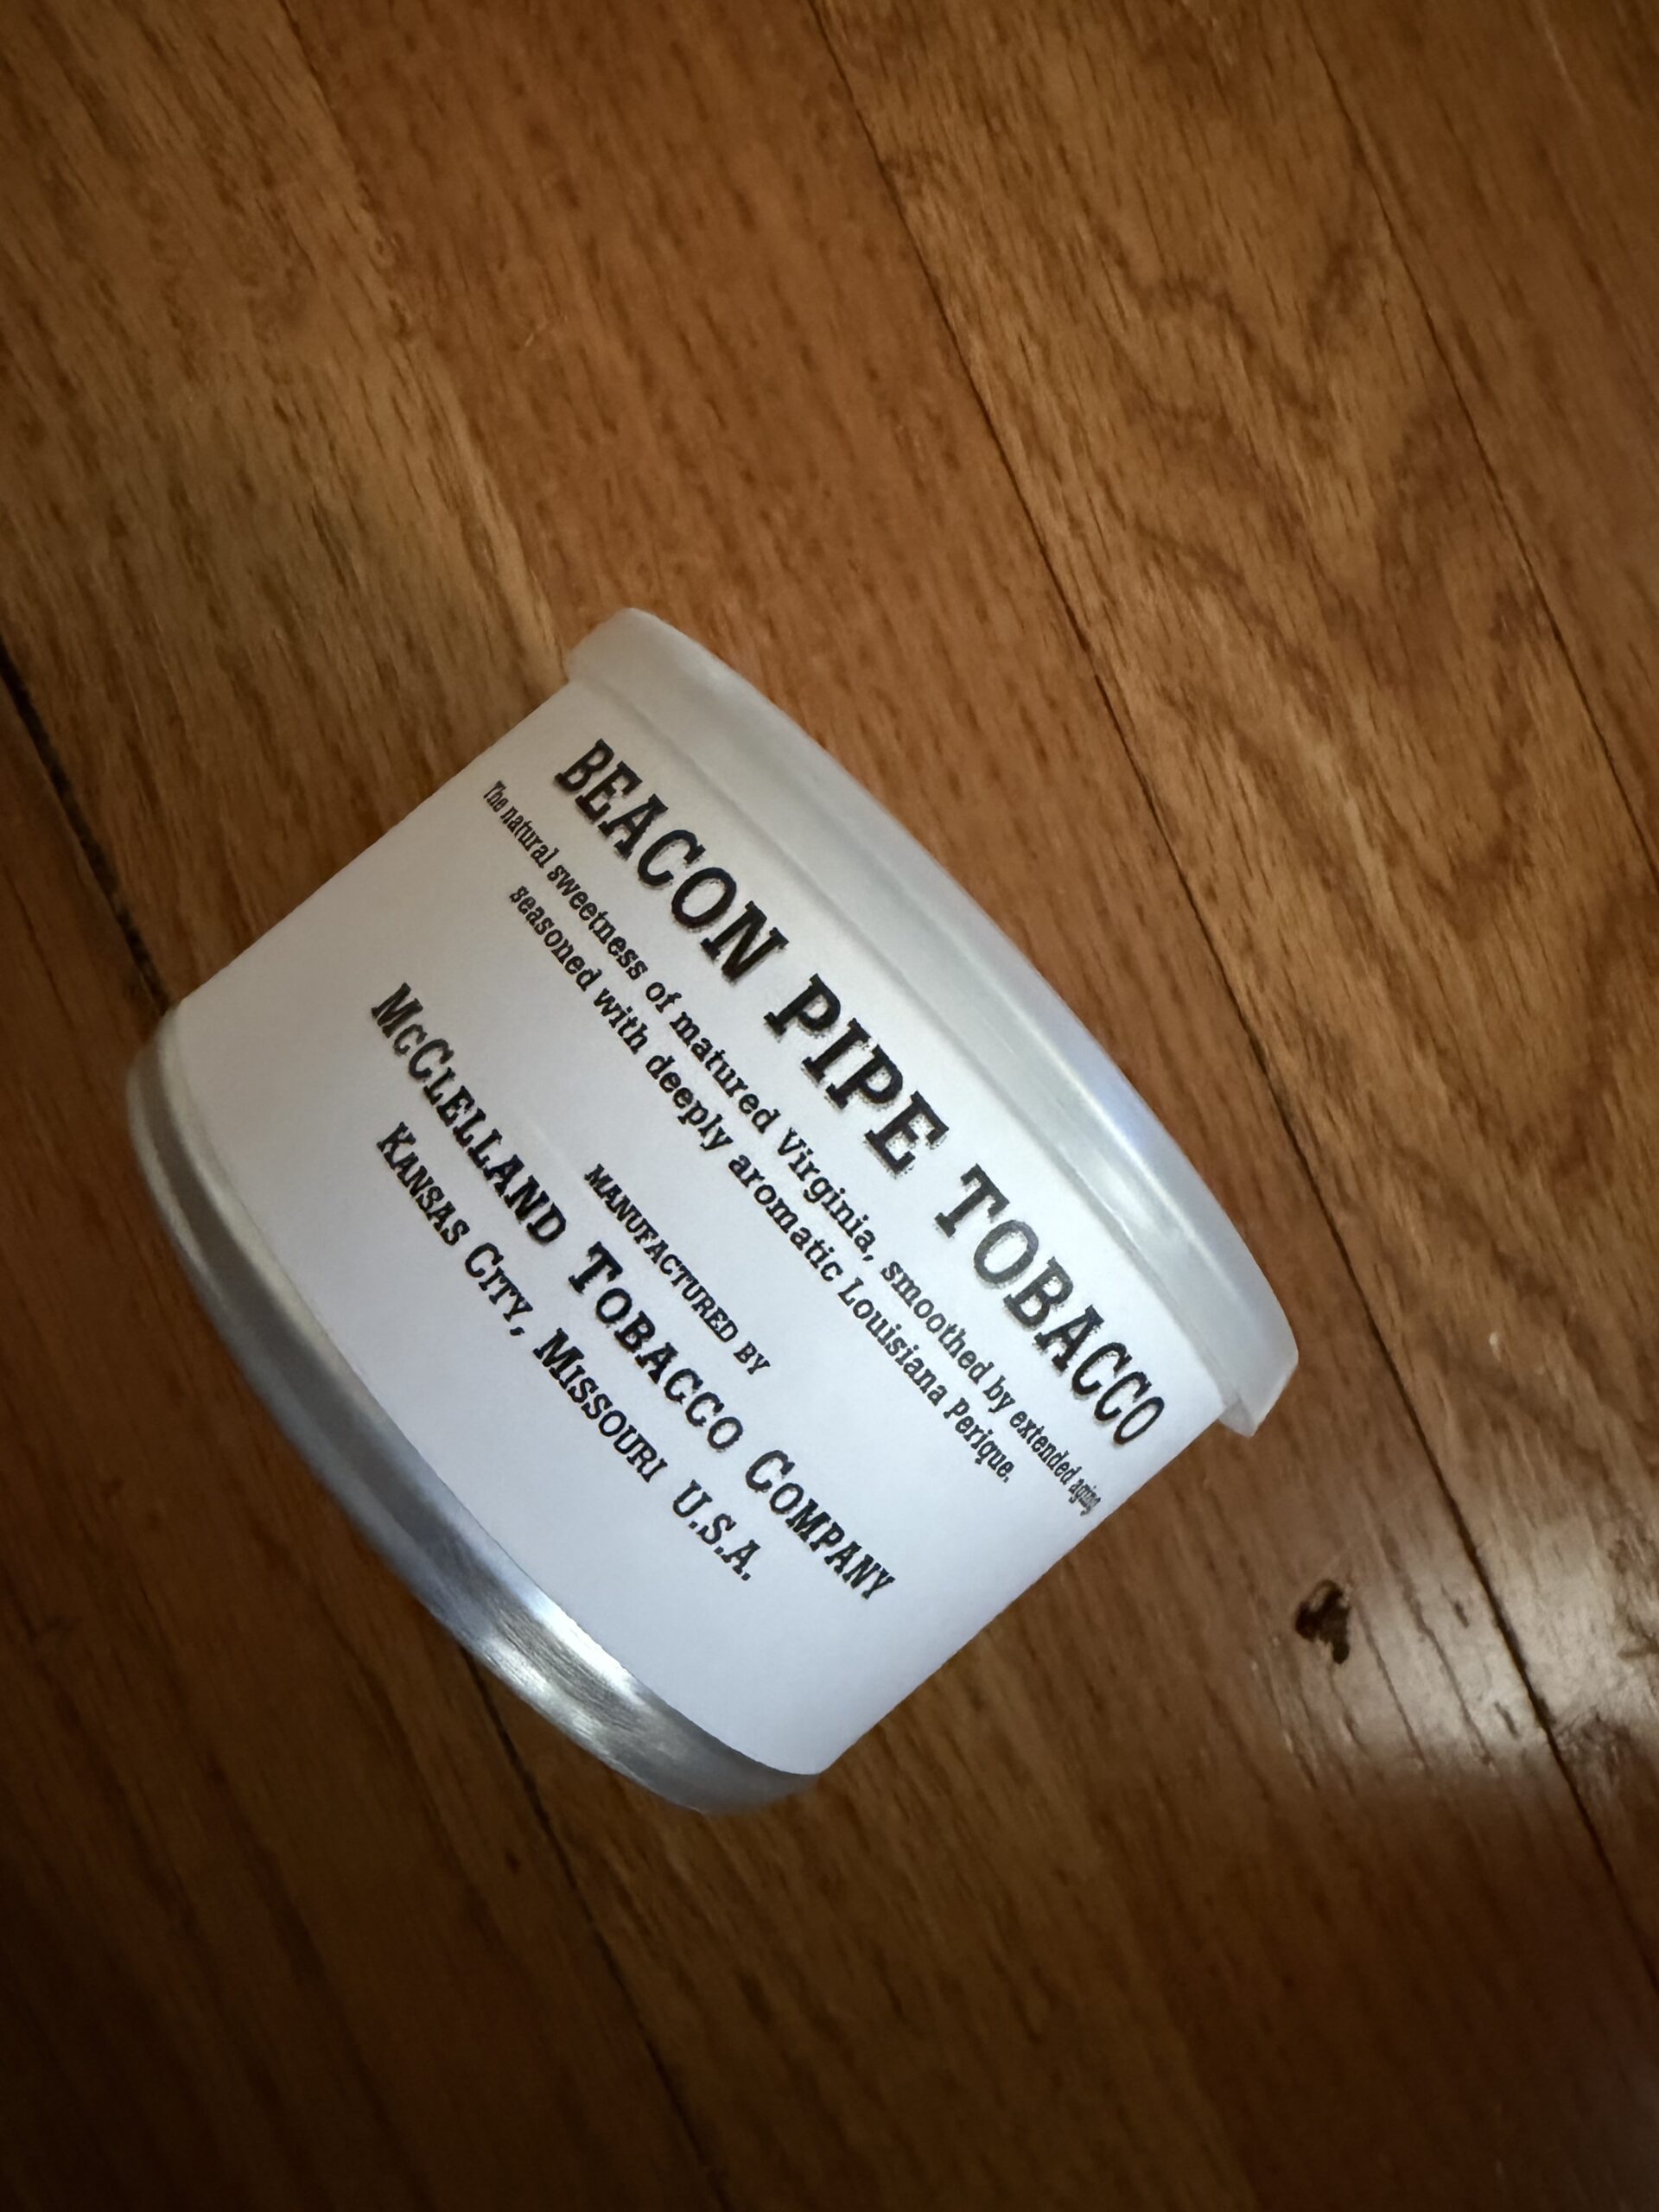 BEACON PIPE TOBACCO
The natural sweetness of matured Virginia, smoothed by extended aging
seasoned with deeply aromatic Louisiana Perique.
MANUFACTURED BY
McClelland Tobacco Company
Kansas City, Missouri U.S.A.